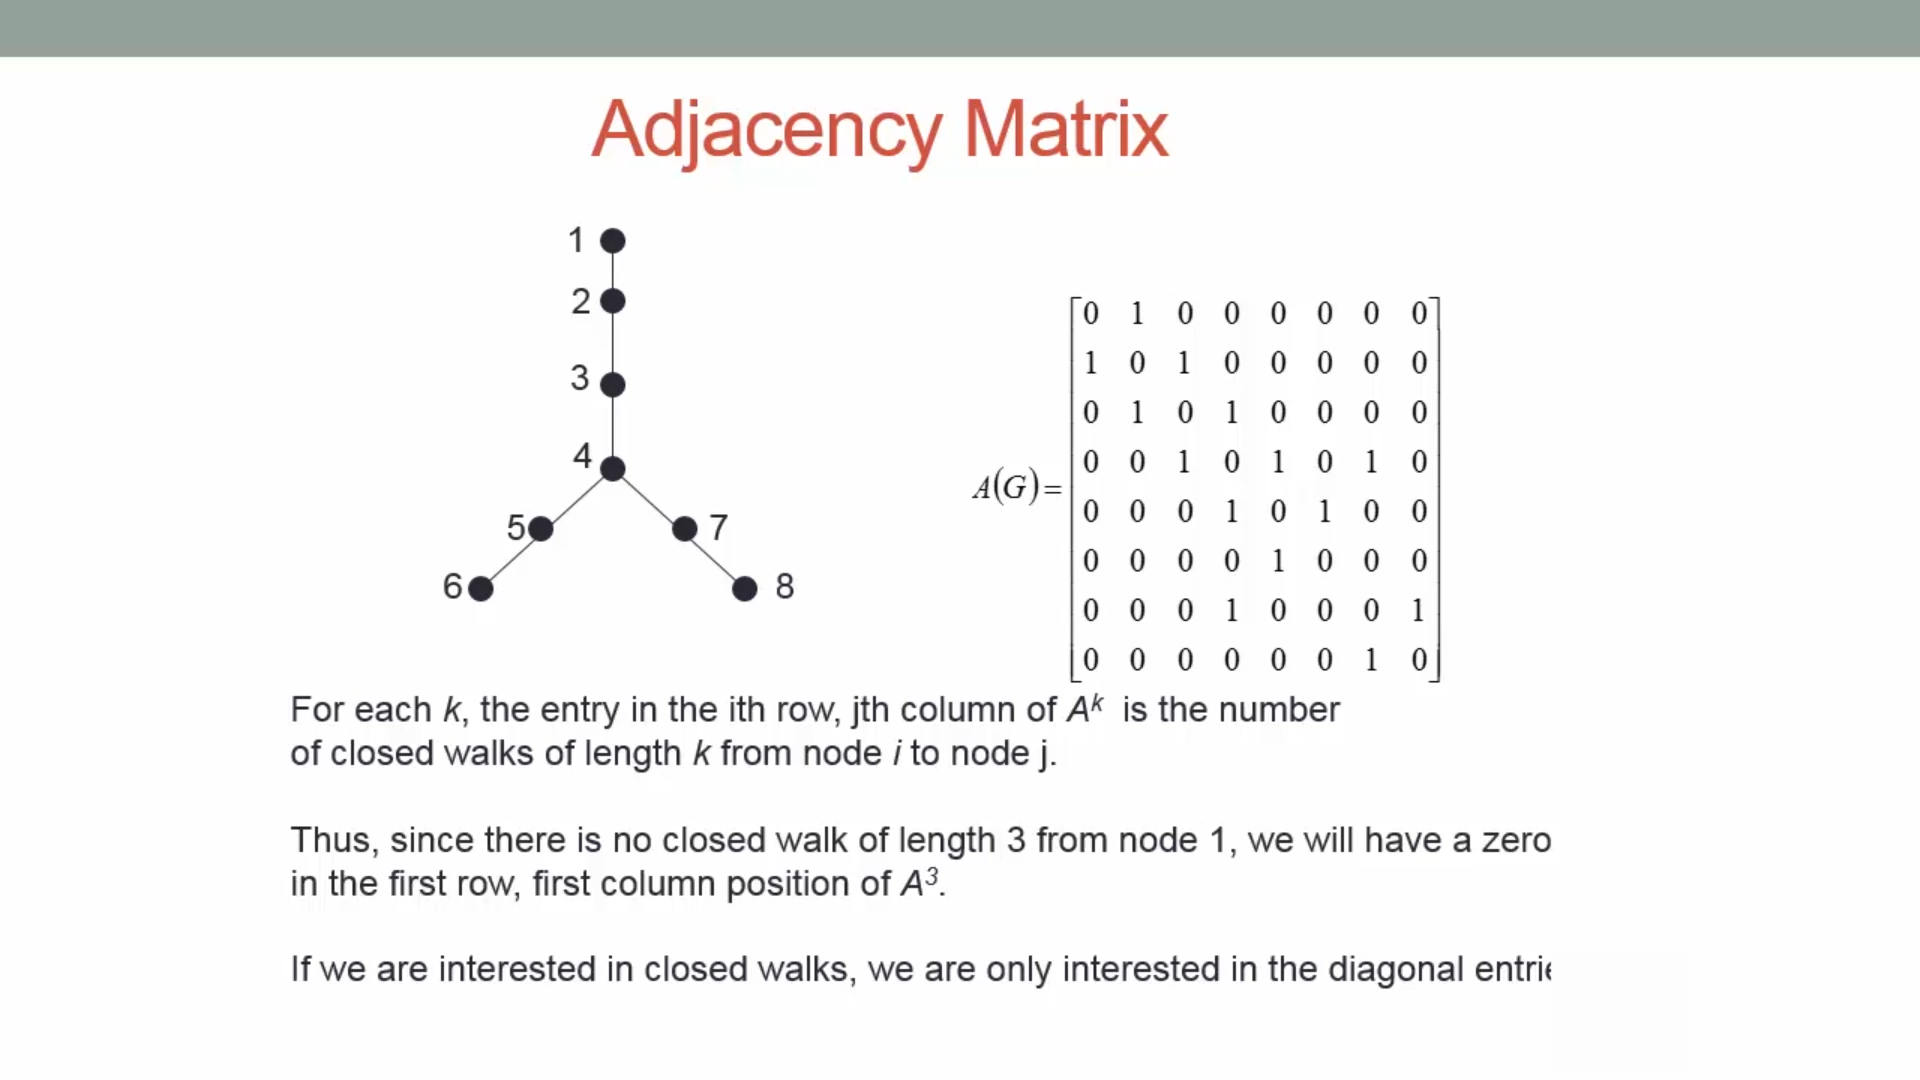 Adjacency Matrix
1
2
3
4
5
7
6
8
A(G)=
0 1 0 0 0 0 0 0
1 0 1 0 0 0 0 0
0 1 0 1 0 0 0 0
0 0 1 0 1 0 1 0
0 0 0 1 0 1 0 0
0 0 0 0 1 0 0 0
0 0 0 1 0 0 0 1
0 0 0 0 0 0 1 0
For each k, the entry in the ith row, jth column of Aᵏ is the number
of closed walks of length k from node i to node j.
Thus, since there is no closed walk of length 3 from node 1, we will have a zero
in the first row, first column position of A³.
If we are interested in closed walks, we are only interested in the diagonal